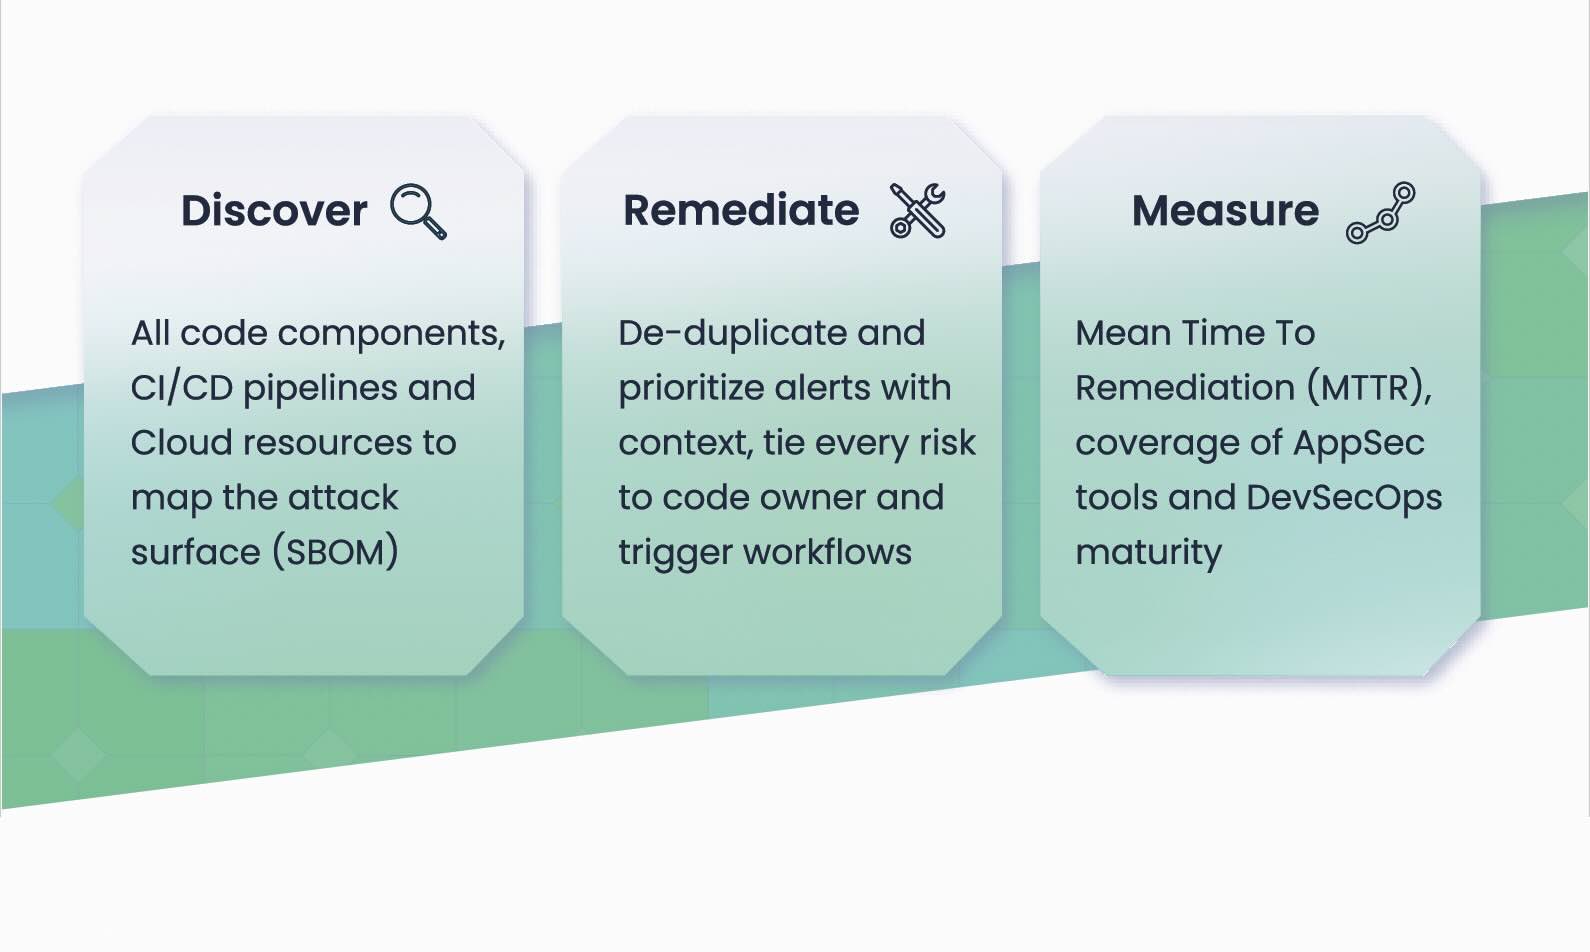 Discover
All code components,
CI/CD pipelines and
Cloud resources to
map the attack
surface (SBOM)
Remediate
De-duplicate and
prioritize alerts with
context, tie every risk
to code owner and
trigger workflows
Measure
Mean Time To
Remediation (MTTR),
coverage of AppSec
tools and DevSecOps
maturity